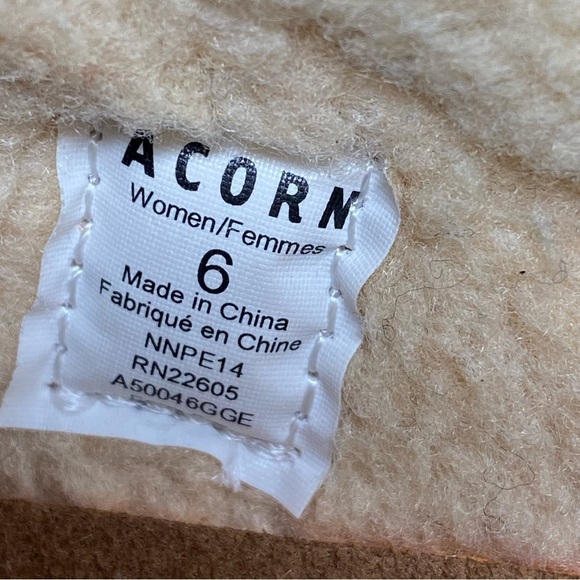 ACORN
Women/Femmes
6
Made in China
Fabriqué en Chine
NNPE14
RN22605
A50046GGE